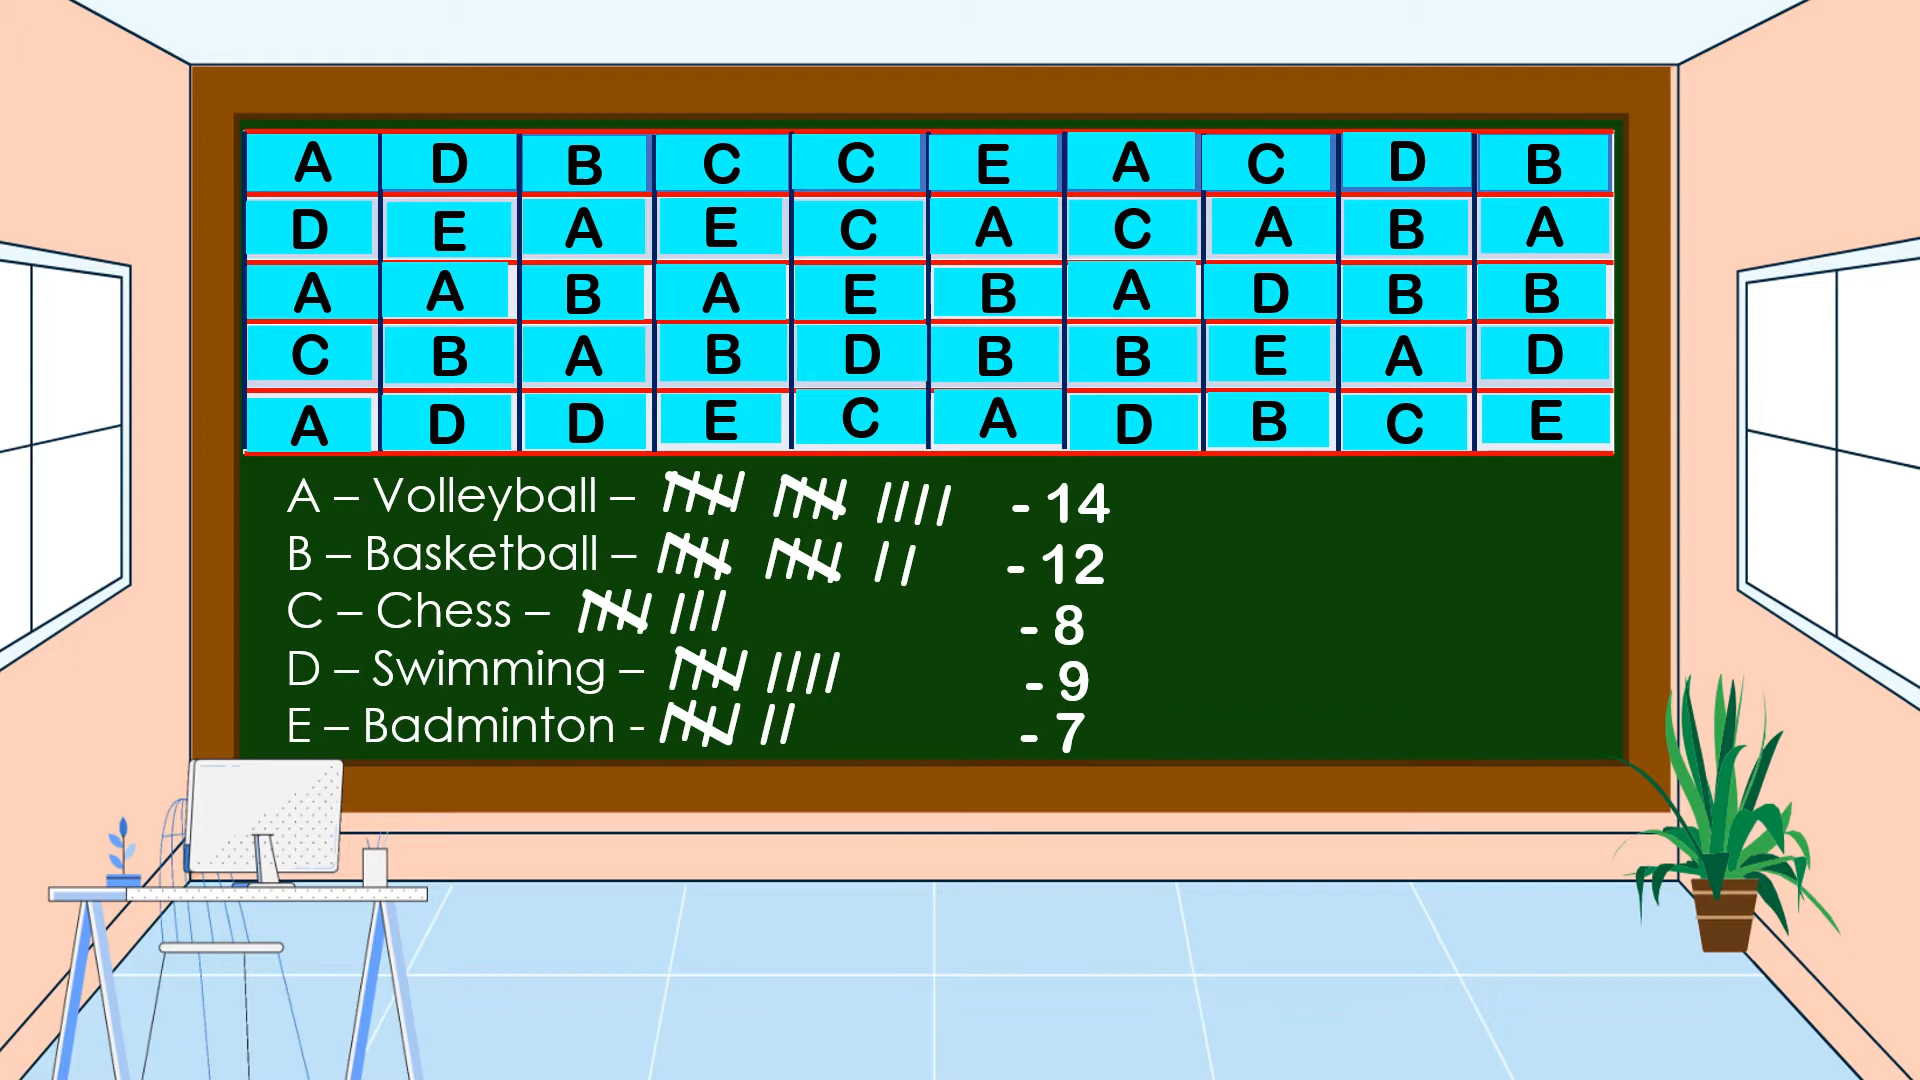 A D B C C E A C D B
D E A E C A C A B A
A A B A E B A D B B
C B A B D B B E A D
A D D E C A D B C E
A – Volleyball – - 14
B – Basketball – - 12
C – Chess – - 8
D – Swimming – - 9
E – Badminton - - 7